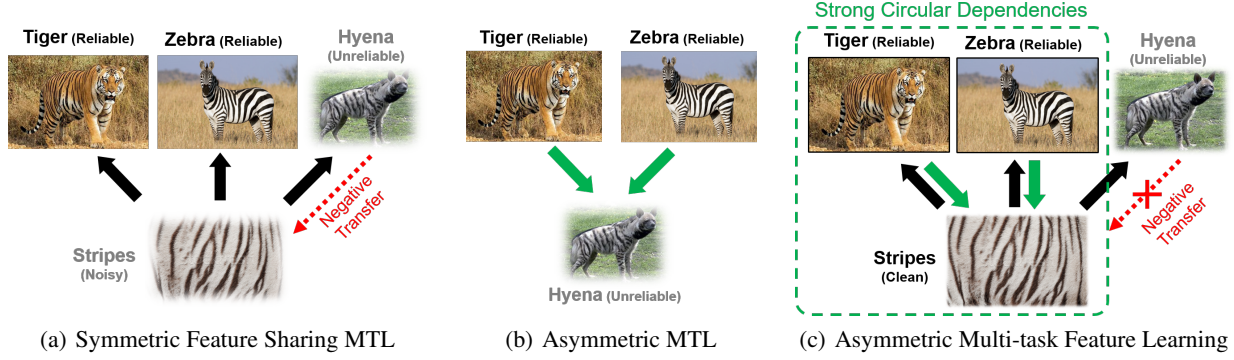 Tiger (Reliable)
Zebra (Reliable)
Hyena
(Unreliable)
Negative
Transfer
Stripes
(Noisy)
(a) Symmetric Feature Sharing MTL
Tiger (Reliable)
Zebra (Reliable)
Hyena (Unreliable)
(b) Asymmetric MTL
Strong Circular Dependencies
Tiger (Reliable)
Zebra (Reliable)
Hyena
(Unreliable)
Negative
Transfer
Stripes
(Clean)
(c) Asymmetric Multi-task Feature Learning